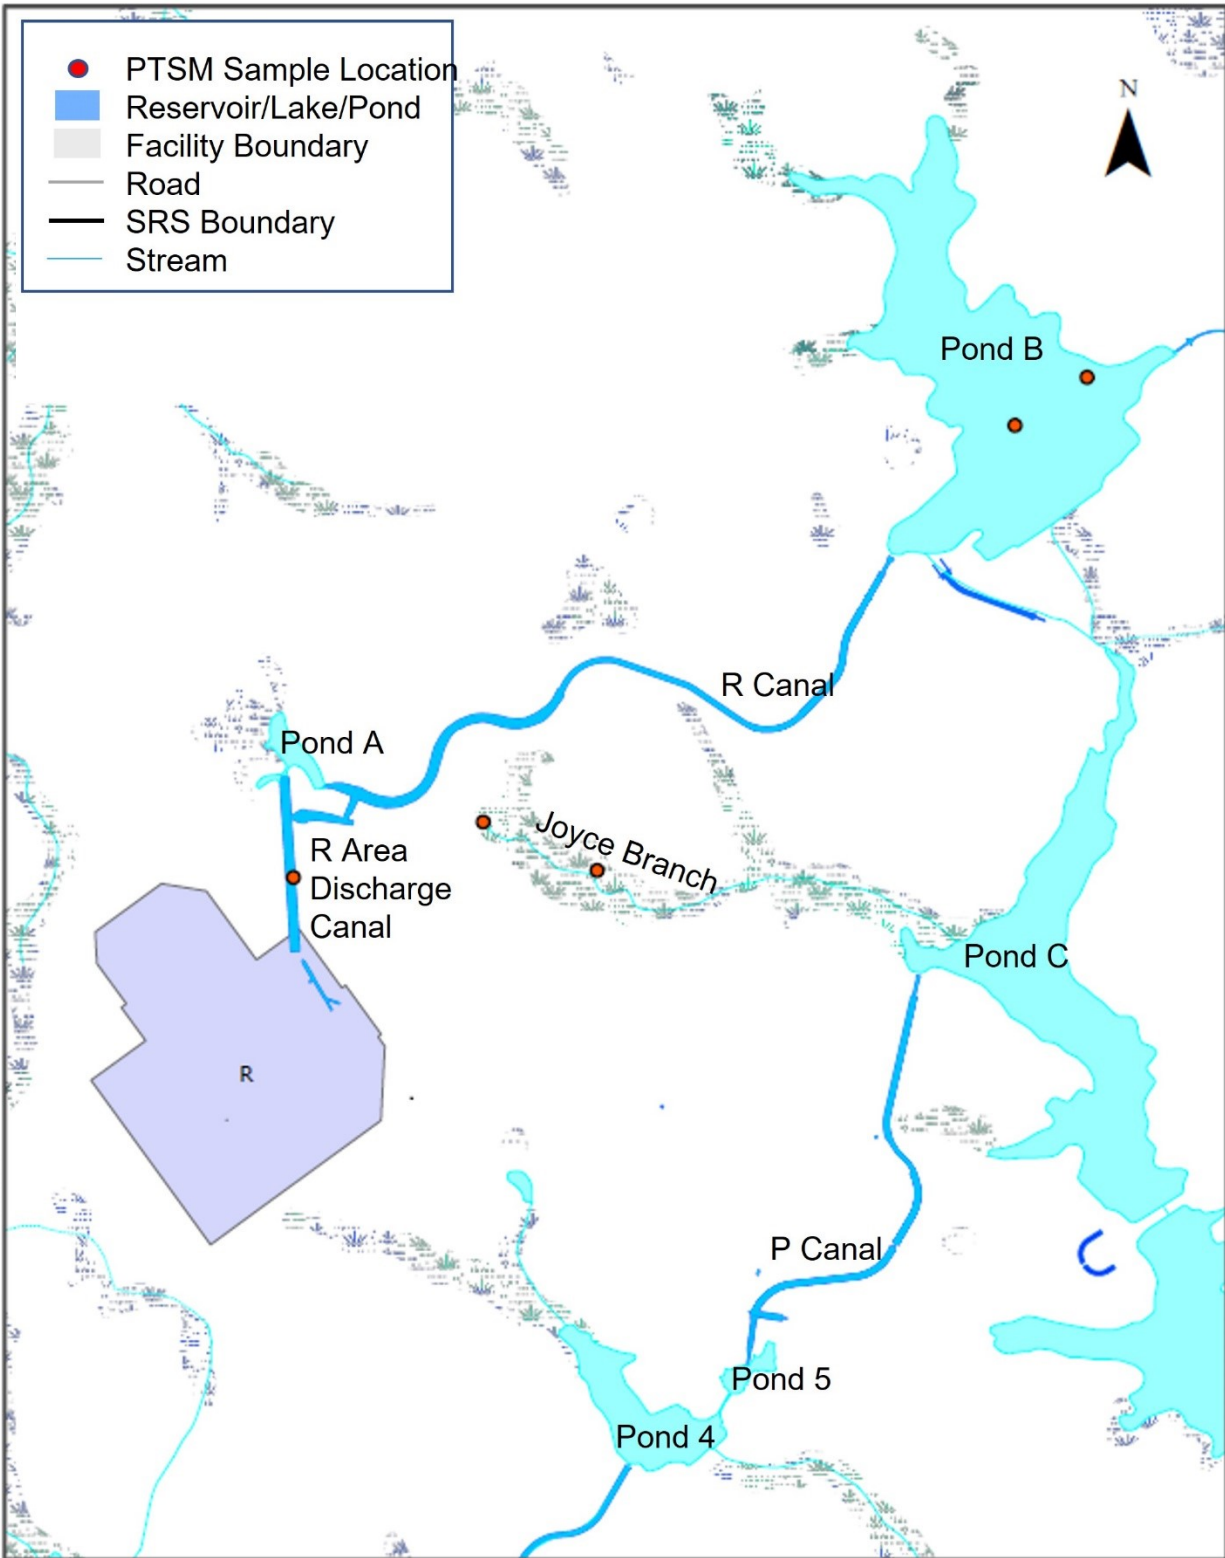 PTSM Sample Location
Reservoir/Lake/Pond
Facility Boundary
Road
SRS Boundary
Stream
N
Pond B
R Canal
Pond A
Joyce Branch
R Area
Discharge
Canal
Pond C
R
P Canal
Pond 5
Pond 4